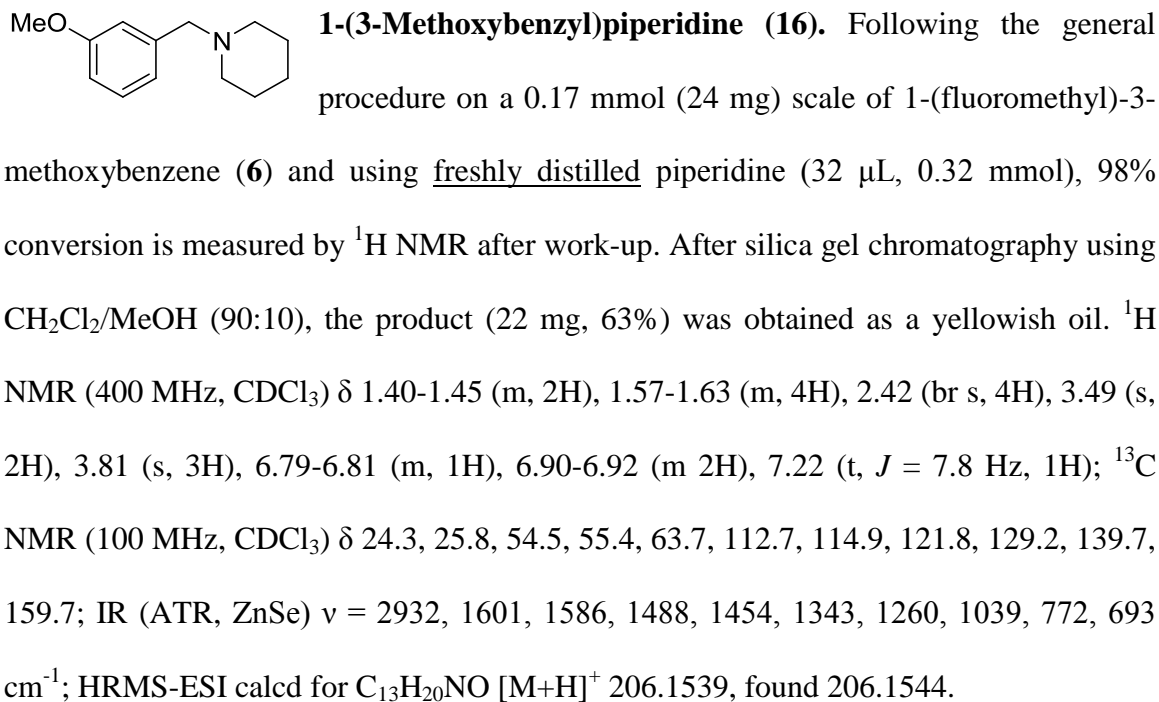 MeO
N
1-(3-Methoxybenzyl)piperidine (16). Following the general
procedure on a 0.17 mmol (24 mg) scale of 1-(fluoromethyl)-3-
methoxybenzene (6) and using freshly distilled piperidine (32 μL, 0.32 mmol), 98%
conversion is measured by ¹H NMR after work-up. After silica gel chromatography using
CH₂Cl₂/MeOH (90:10), the product (22 mg, 63%) was obtained as a yellowish oil. ¹H
NMR (400 MHz, CDCl₃) δ 1.40-1.45 (m, 2H), 1.57-1.63 (m, 4H), 2.42 (br s, 4H), 3.49 (s,
2H), 3.81 (s, 3H), 6.79-6.81 (m, 1H), 6.90-6.92 (m 2H), 7.22 (t, J = 7.8 Hz, 1H); ¹³C
NMR (100 MHz, CDCl₃) δ 24.3, 25.8, 54.5, 55.4, 63.7, 112.7, 114.9, 121.8, 129.2, 139.7,
159.7; IR (ATR, ZnSe) ν = 2932, 1601, 1586, 1488, 1454, 1343, 1260, 1039, 772, 693
cm⁻¹; HRMS-ESI calcd for C₁₃H₂₀NO [M+H]⁺ 206.1539, found 206.1544.